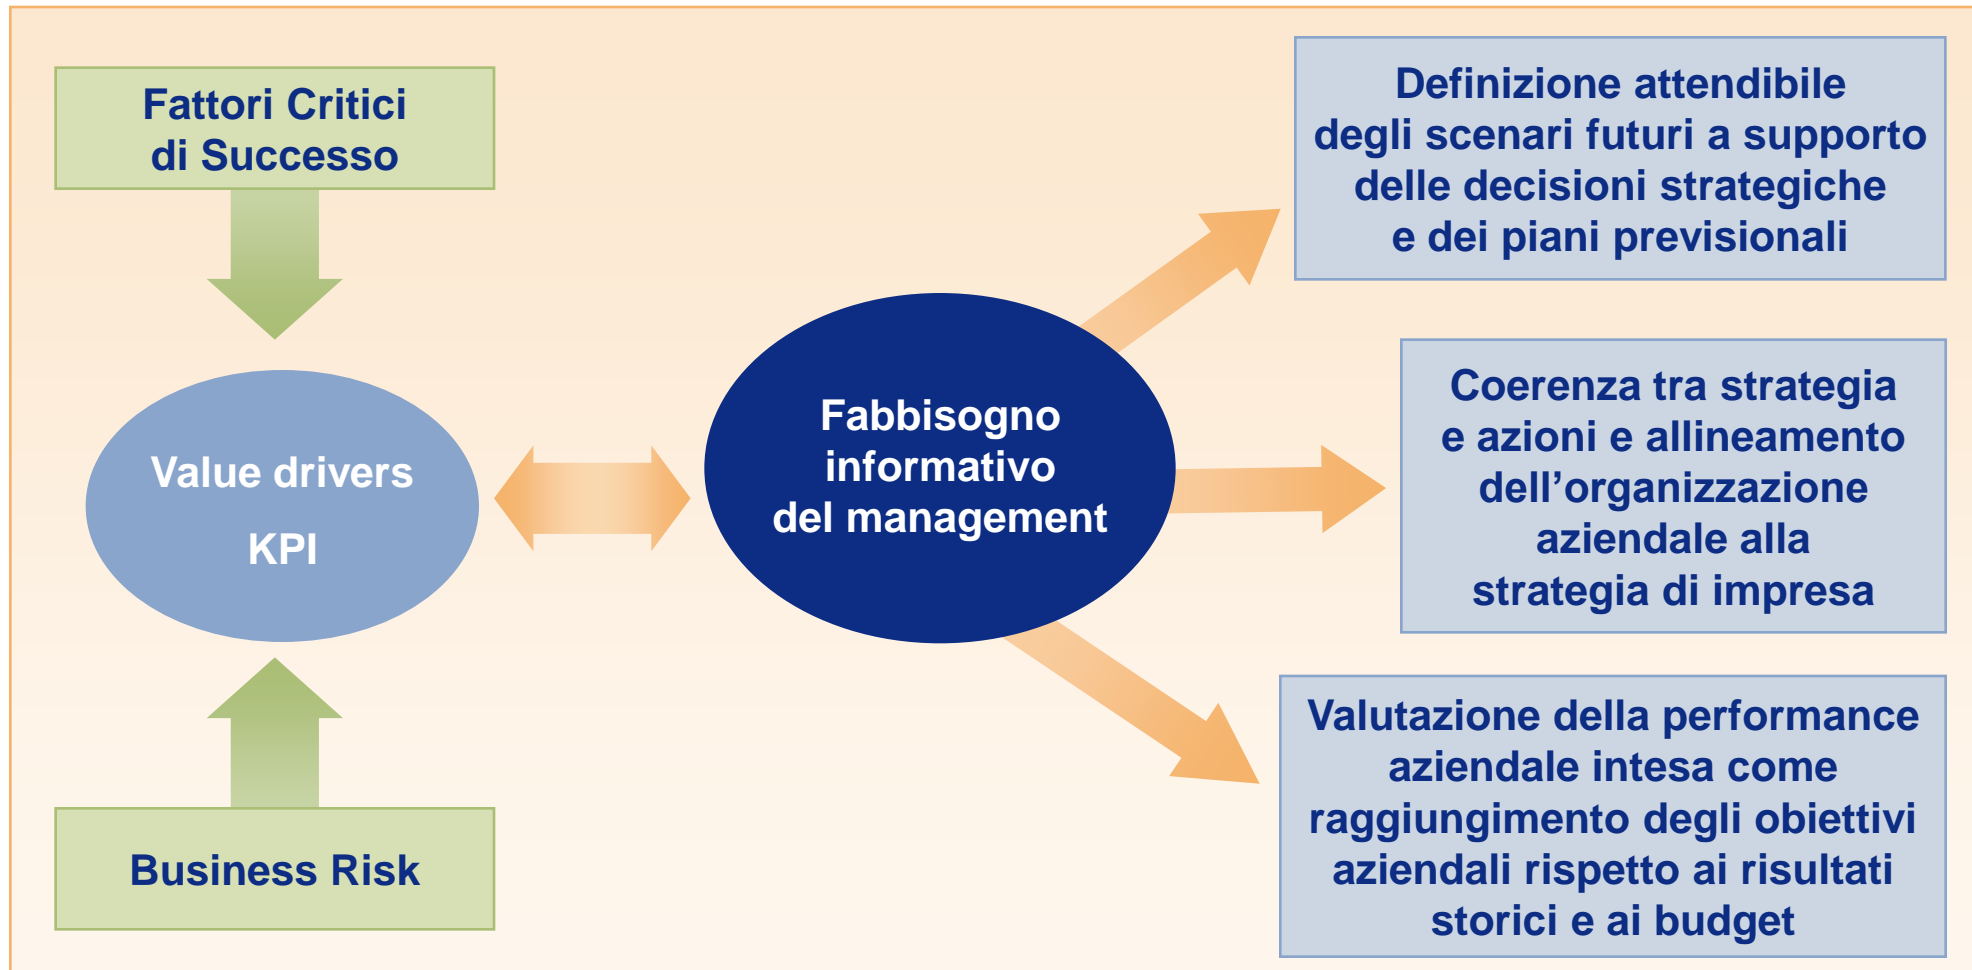 Fattori Critici
di Successo
Value drivers
KPI
Business Risk
Fabbisogno
informativo
del management
Definizione attendibile
degli scenari futuri a supporto
delle decisioni strategiche
e dei piani previsionali
Coerenza tra strategia
e azioni e allineamento
dell’organizzazione
aziendale alla
strategia di impresa
Valutazione della performance
aziendale intesa come
raggiungimento degli obiettivi
aziendali rispetto ai risultati
storici e ai budget